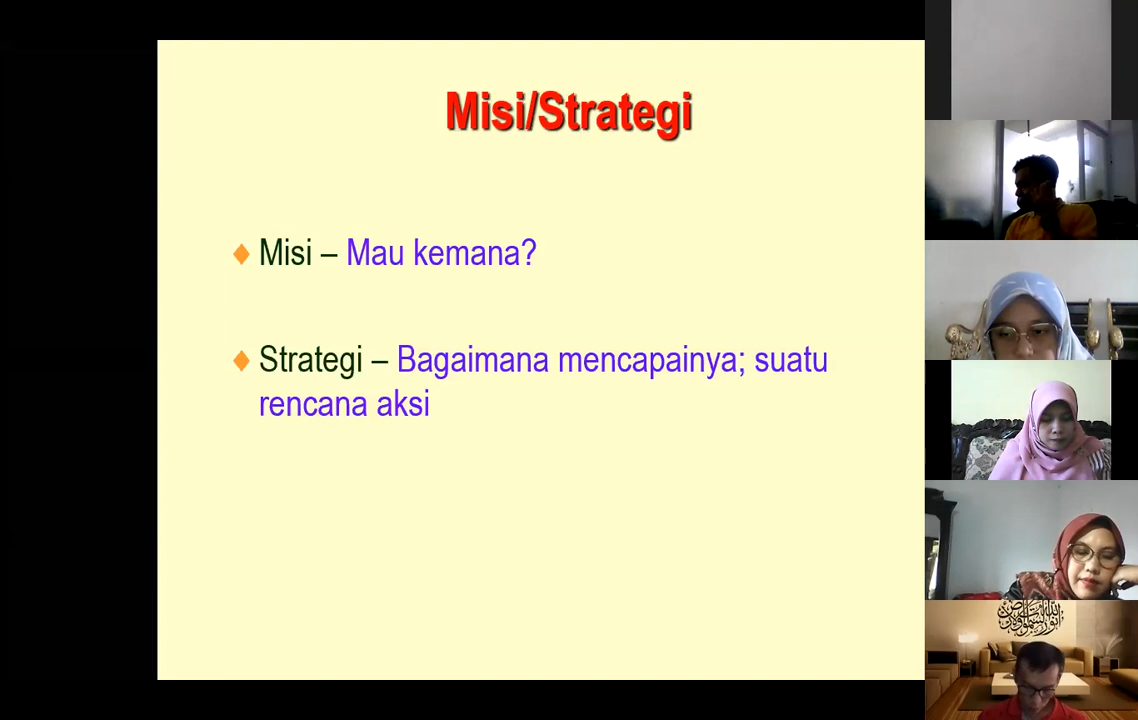 Misi/Strategi
Misi – Mau kemana?
Strategi – Bagaimana mencapainya; suatu
rencana aksi